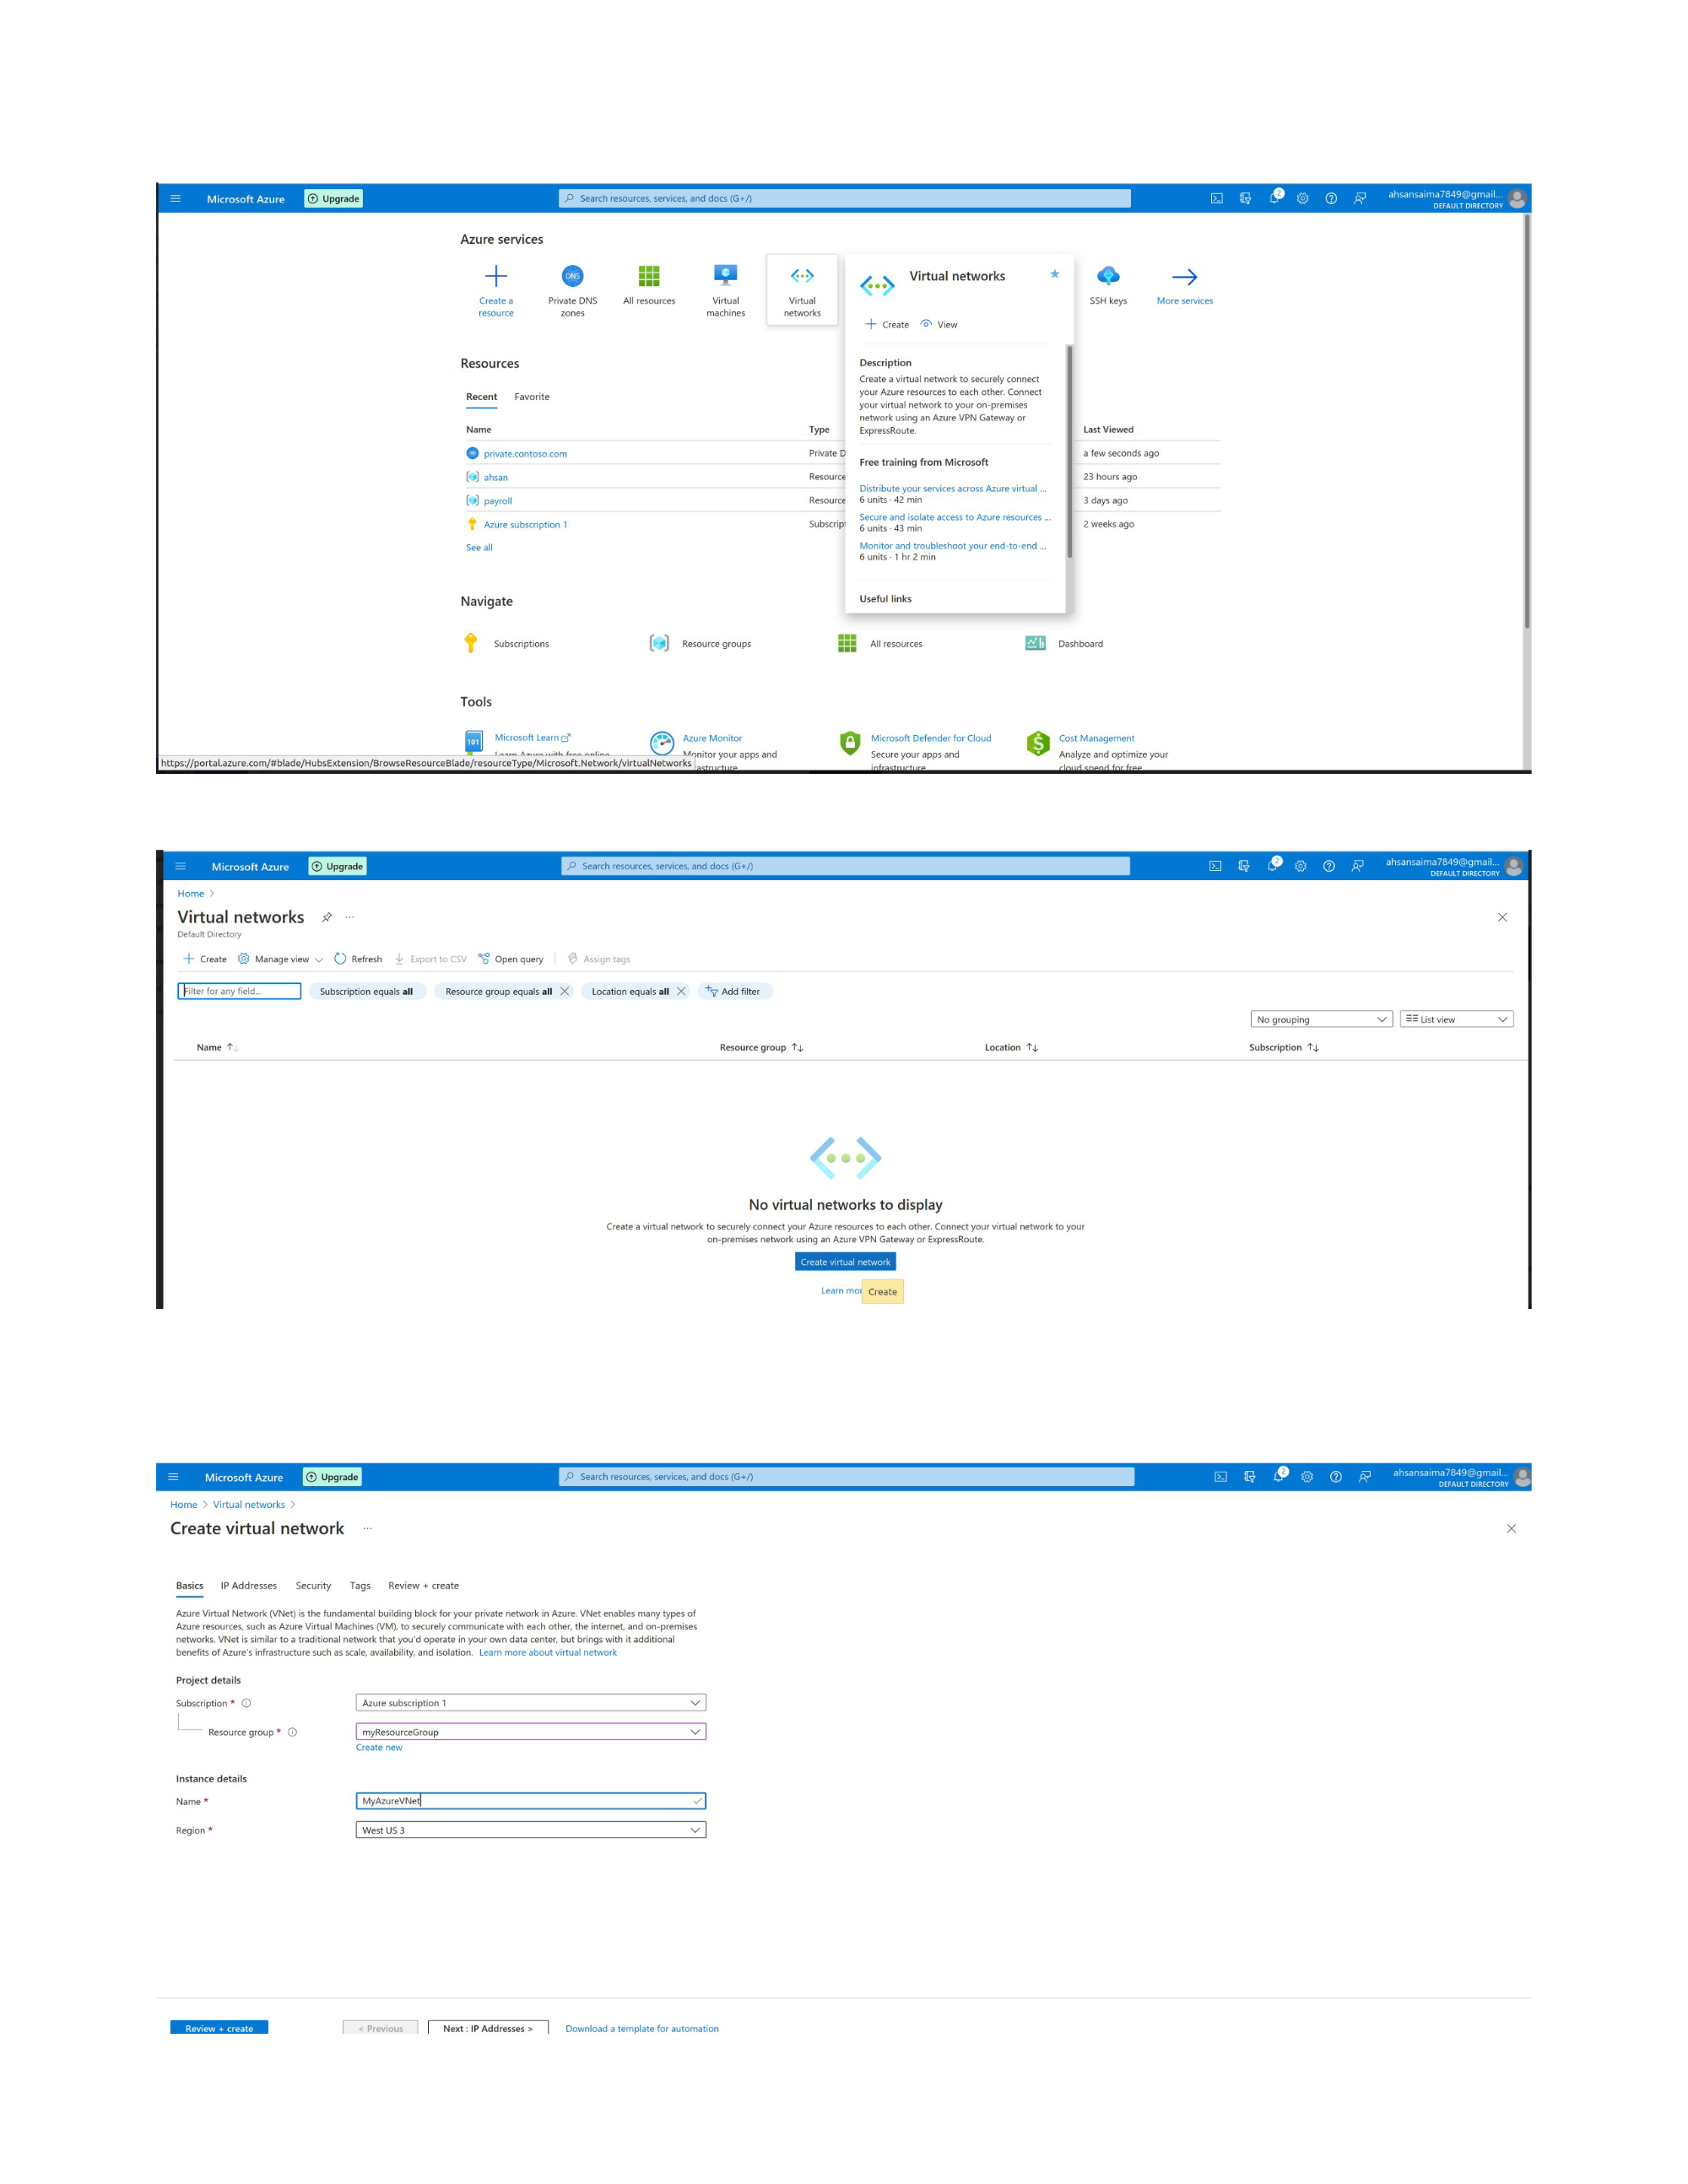 Microsoft Azure
Upgrade
Search resources, services, and docs (G+/)
2
ahsansaima7849@gmail...
DEFAULT DIRECTORY
Azure services
Create a resource
DNS
Private DNS zones
All resources
Virtual machines
Virtual networks
Virtual networks
Create
View
SSH keys
More services
Description
Create a virtual network to securely connect
your Azure resources to each other. Connect
your virtual network to your on-premises
network using an Azure VPN Gateway or
ExpressRoute.
Free training from Microsoft
Distribute your services across Azure virtual ...
6 units · 42 min
Secure and isolate access to Azure resources ...
6 units · 43 min
Monitor and troubleshoot your end-to-end ...
6 units · 1 hr 2 min
Useful links
Resources
Recent Favorite
Name Type Last Viewed
private.contoso.com Private D a few seconds ago
ahsan Resource 23 hours ago
payroll Resource 3 days ago
Azure subscription 1 Subscrip 2 weeks ago
See all
Navigate
Subscriptions
Resource groups
All resources
Dashboard
Tools
101
Microsoft Learn
Learn Azure with free online
Azure Monitor
Monitor your apps and
astructure
Microsoft Defender for Cloud
Secure your apps and
infrastructure
Cost Management
Analyze and optimize your
cloud spend for free
https://portal.azure.com/#blade/HubsExtension/BrowseResourceBlade/resourceType/Microsoft.Network/virtualNetworks
Microsoft Azure
Upgrade
Search resources, services, and docs (G+/)
2
ahsansaima7849@gmail...
DEFAULT DIRECTORY
Home >
Virtual networks ...
Default Directory
Create Manage view Refresh Export to CSV Open query Assign tags
Filter for any field... Subscription equals all Resource group equals all Location equals all Add filter
No grouping List view
Name Resource group Location Subscription
No virtual networks to display
Create a virtual network to securely connect your Azure resources to each other. Connect your virtual network to your
on-premises network using an Azure VPN Gateway or ExpressRoute.
Create virtual network
Learn mor Create
Microsoft Azure
Upgrade
Search resources, services, and docs (G+/)
2
ahsansaima7849@gmail...
DEFAULT DIRECTORY
Home > Virtual networks >
Create virtual network ...
Basics IP Addresses Security Tags Review + create
Azure Virtual Network (VNet) is the fundamental building block for your private network in Azure. VNet enables many types of
Azure resources, such as Azure Virtual Machines (VM), to securely communicate with each other, the internet, and on-premises
networks. VNet is similar to a traditional network that you'd operate in your own data center, but brings with it additional
benefits of Azure's infrastructure such as scale, availability, and isolation. Learn more about virtual network
Project details
Subscription * Azure subscription 1
Resource group * myResourceGroup
Create new
Instance details
Name * MyAzureVNet
Region * West US 3
Review + create < Previous Next : IP Addresses > Download a template for automation